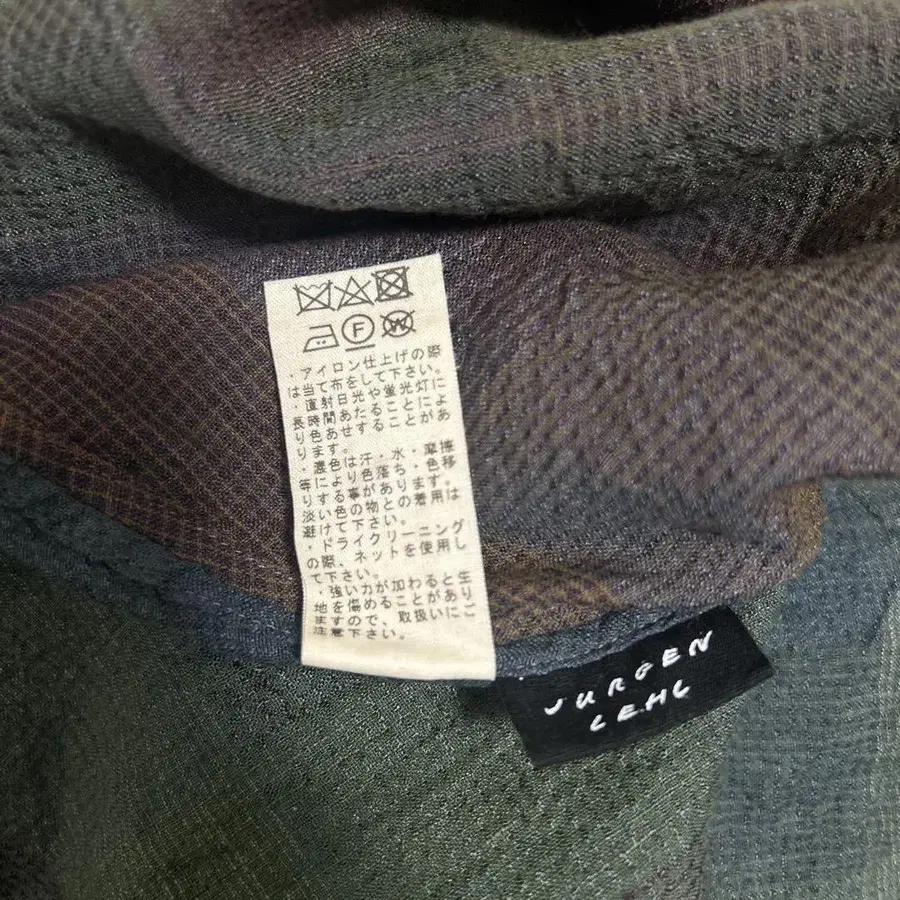 F W
・アイロン仕上げの際
は当て布をして下さい。
・直射日光や蛍光灯に
長時間あたることによ
り色あせすることがあ
ります。
・濃色は汗・水・摩擦
等により色落ち・色移
りする事があります。
淡い色の物との着用は
避けて下さい。
・ドライクリーニング
の際、ネットを使用し
て下さい。
・強い力が加わると生
地を傷めることがあり
ますので、取扱いにご
注意下さい。
JURGEN
LEHL